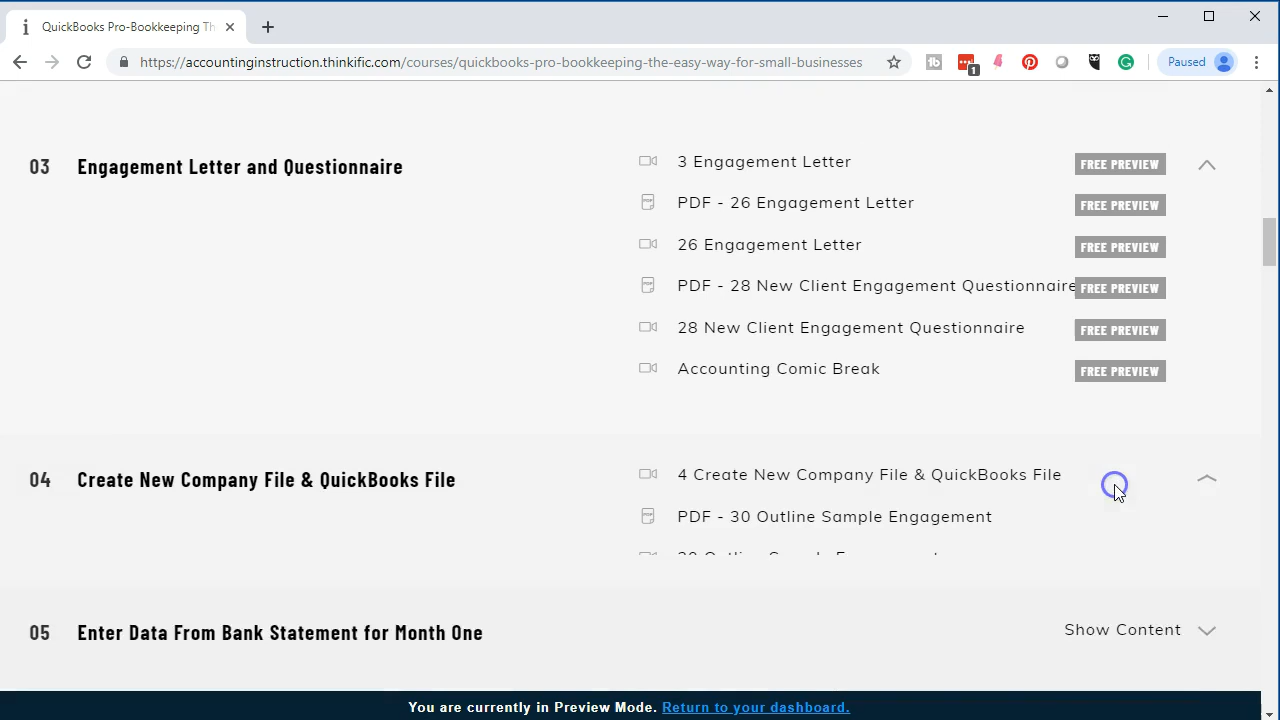 QuickBooks Pro-Bookkeeping Th
https://accountinginstruction.thinkific.com/courses/quickbooks-pro-bookkeeping-the-easy-way-for-small-businesses
1
Paused
03 Engagement Letter and Questionnaire
3 Engagement Letter FREE PREVIEW
PDF - 26 Engagement Letter FREE PREVIEW
26 Engagement Letter FREE PREVIEW
PDF - 28 New Client Engagement Questionnaire FREE PREVIEW
28 New Client Engagement Questionnaire FREE PREVIEW
Accounting Comic Break FREE PREVIEW
04 Create New Company File & QuickBooks File
4 Create New Company File & QuickBooks File
PDF - 30 Outline Sample Engagement
05 Enter Data From Bank Statement for Month One
Show Content
You are currently in Preview Mode. Return to your dashboard.